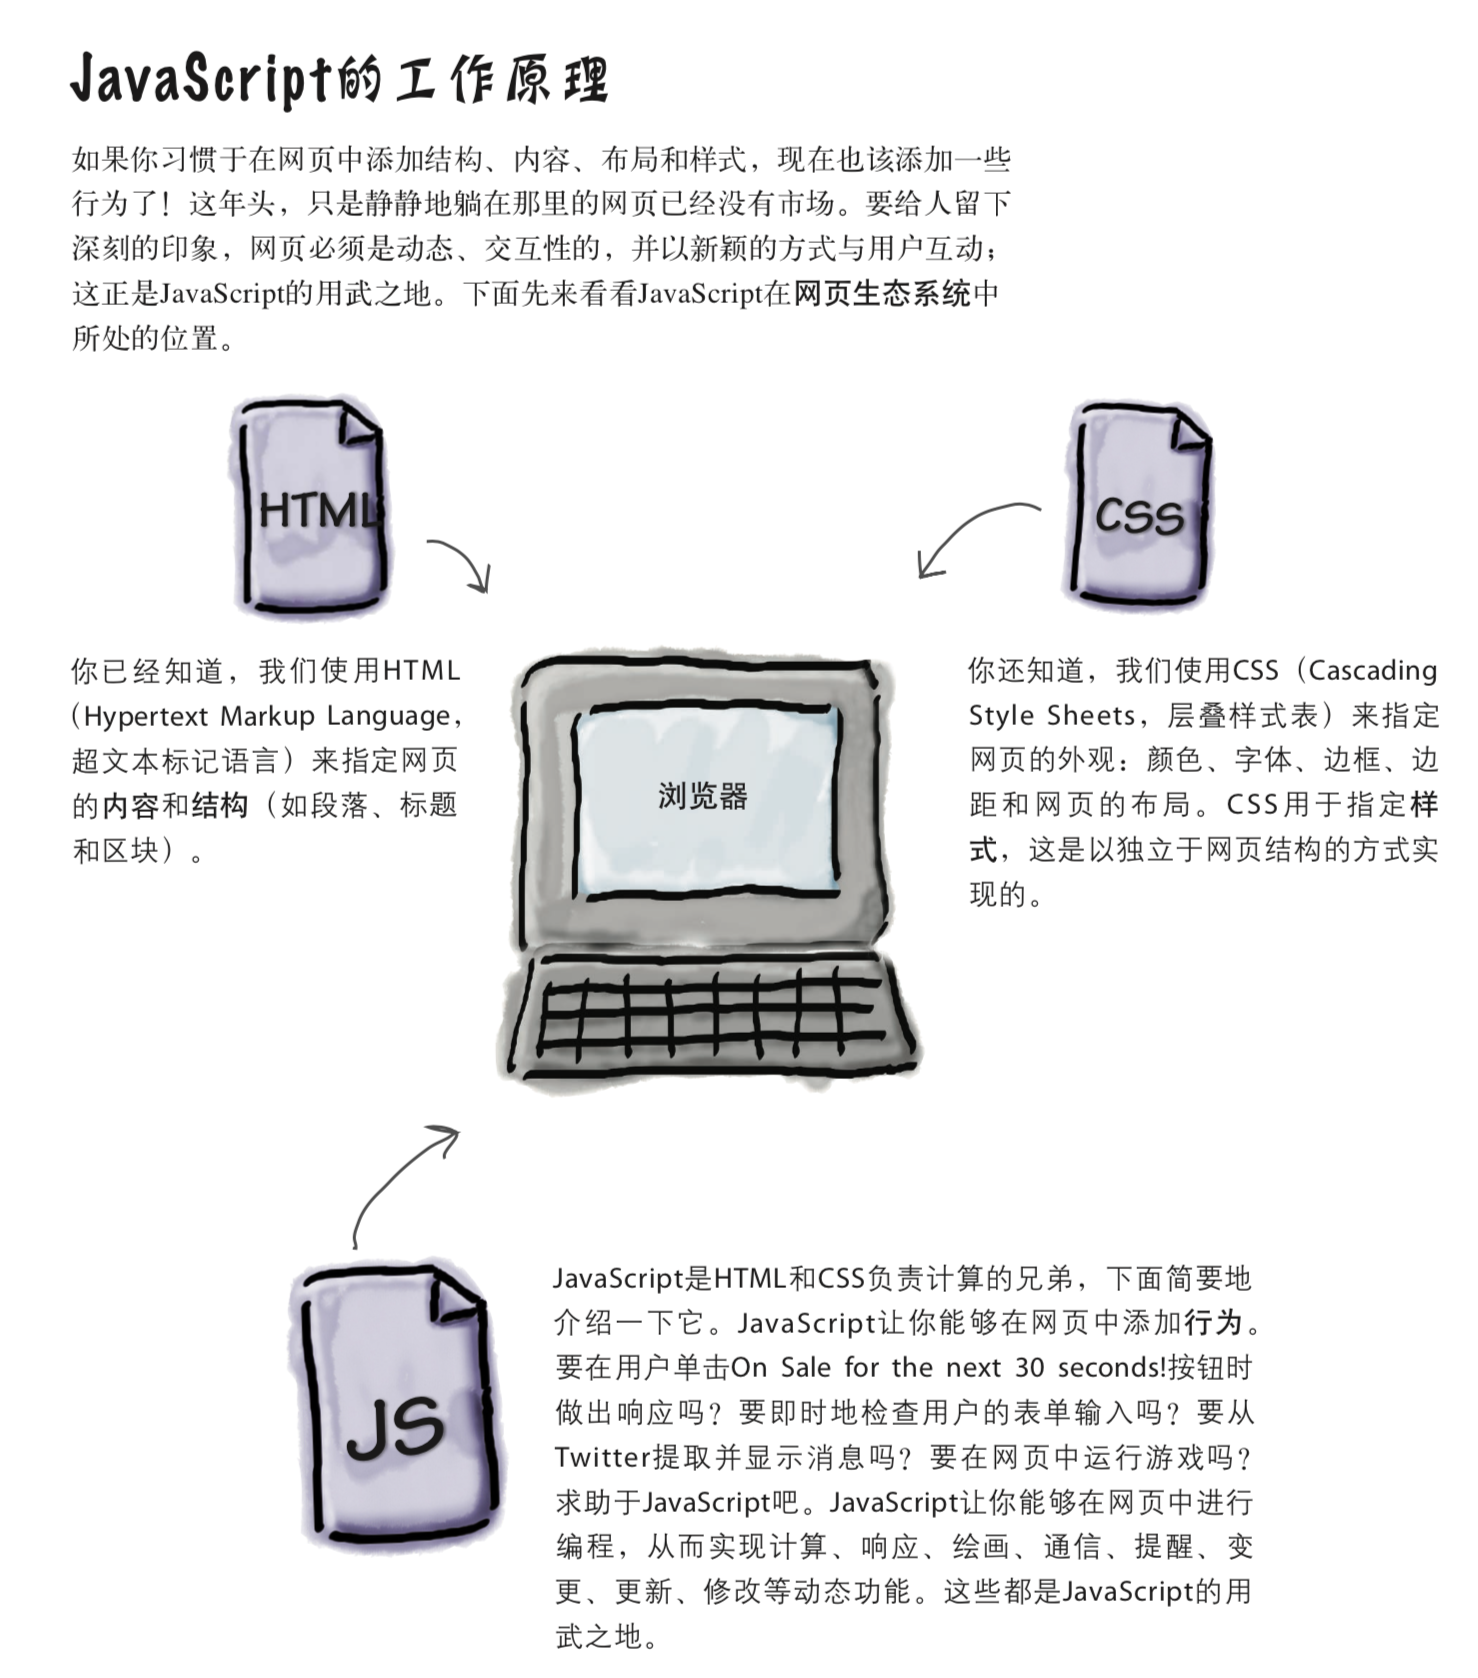 JavaScript的工作原理
如果你习惯于在网页中添加结构、内容、布局和样式，现在也该添加一些
行为了！这年头，只是静静地躺在那里的网页已经没有市场。要给人留下
深刻的印象，网页必须是动态、交互性的，并以新颖的方式与用户互动；
这正是JavaScript的用武之地。下面先来看看JavaScript在网页生态系统中
所处的位置。
HTML
CSS
你已经知道，我们使用HTML
（Hypertext Markup Language，
超文本标记语言）来指定网页
的内容和结构（如段落、标题
和区块）。
浏览器
你还知道，我们使用CSS（Cascading
Style Sheets，层叠样式表）来指定
网页的外观：颜色、字体、边框、边
距和网页的布局。CSS用于指定样
式，这是以独立于网页结构的方式实
现的。
JS
JavaScript是HTML和CSS负责计算的兄弟，下面简要地
介绍一下它。JavaScript让你能够在网页中添加行为。
要在用户单击On Sale for the next 30 seconds!按钮时
做出响应吗？要即时地检查用户的表单输入吗？要从
Twitter提取并显示消息吗？要在网页中运行游戏吗？
求助于JavaScript吧。JavaScript让你能够在网页中进行
编程，从而实现计算、响应、绘画、通信、提醒、变
更、更新、修改等动态功能。这些都是JavaScript的用
武之地。